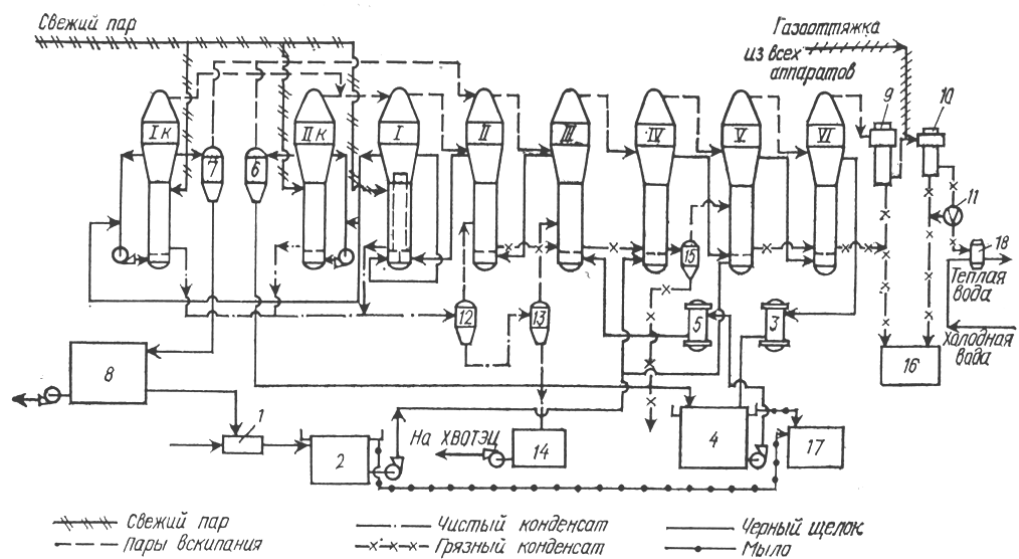 Свежий пар
Газооттяжка
из всех
аппаратов
9
10
Iк
7
6
IIк
I
II
III
IV
V
VI
11
15
18
Теплая
вода
12
13
5
3
Холодная
вода
8
16
1
2
На ХВОТЭЦ
14
4
17
Свежий пар
Чистый конденсат
Черный щелок
Пары вскипания
Грязный конденсат
Мыло